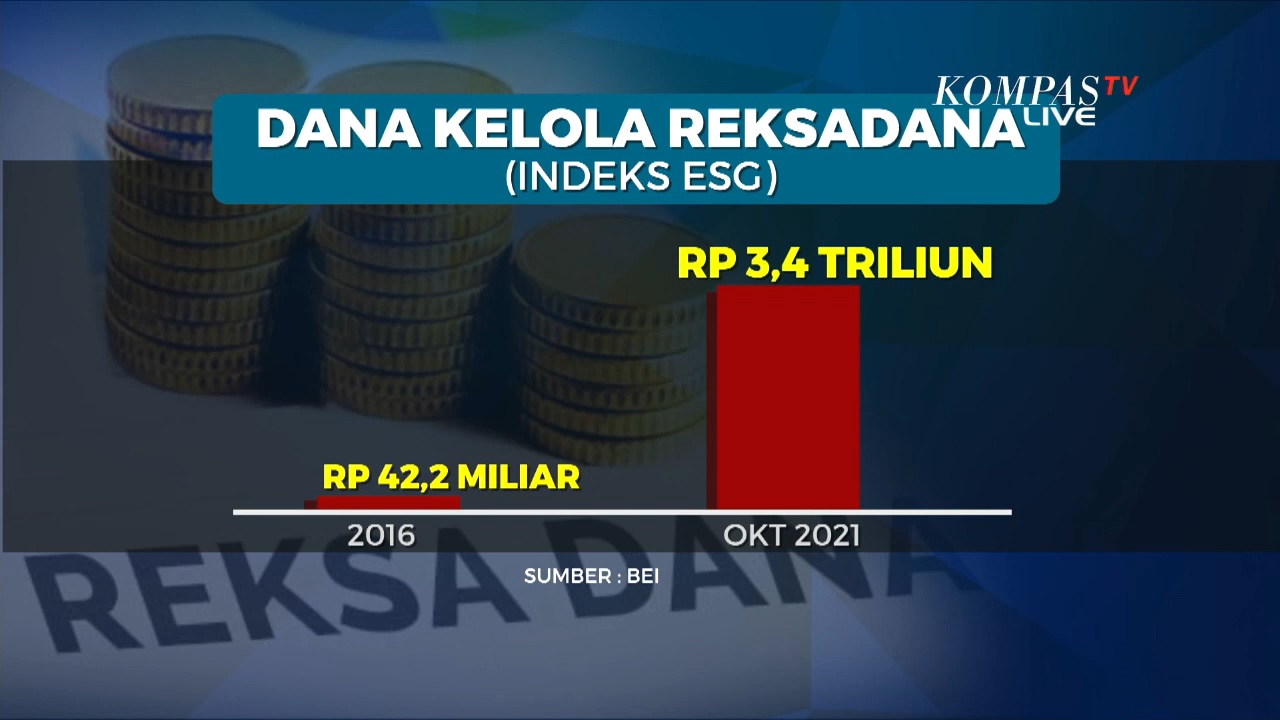 KOMPAS TV
LIVE
DANA KELOLA REKSADANA
(INDEKS ESG)
RP 3,4 TRILIUN
RP 42,2 MILIAR
2016
OKT 2021
SUMBER : BEI
REKSA DANA